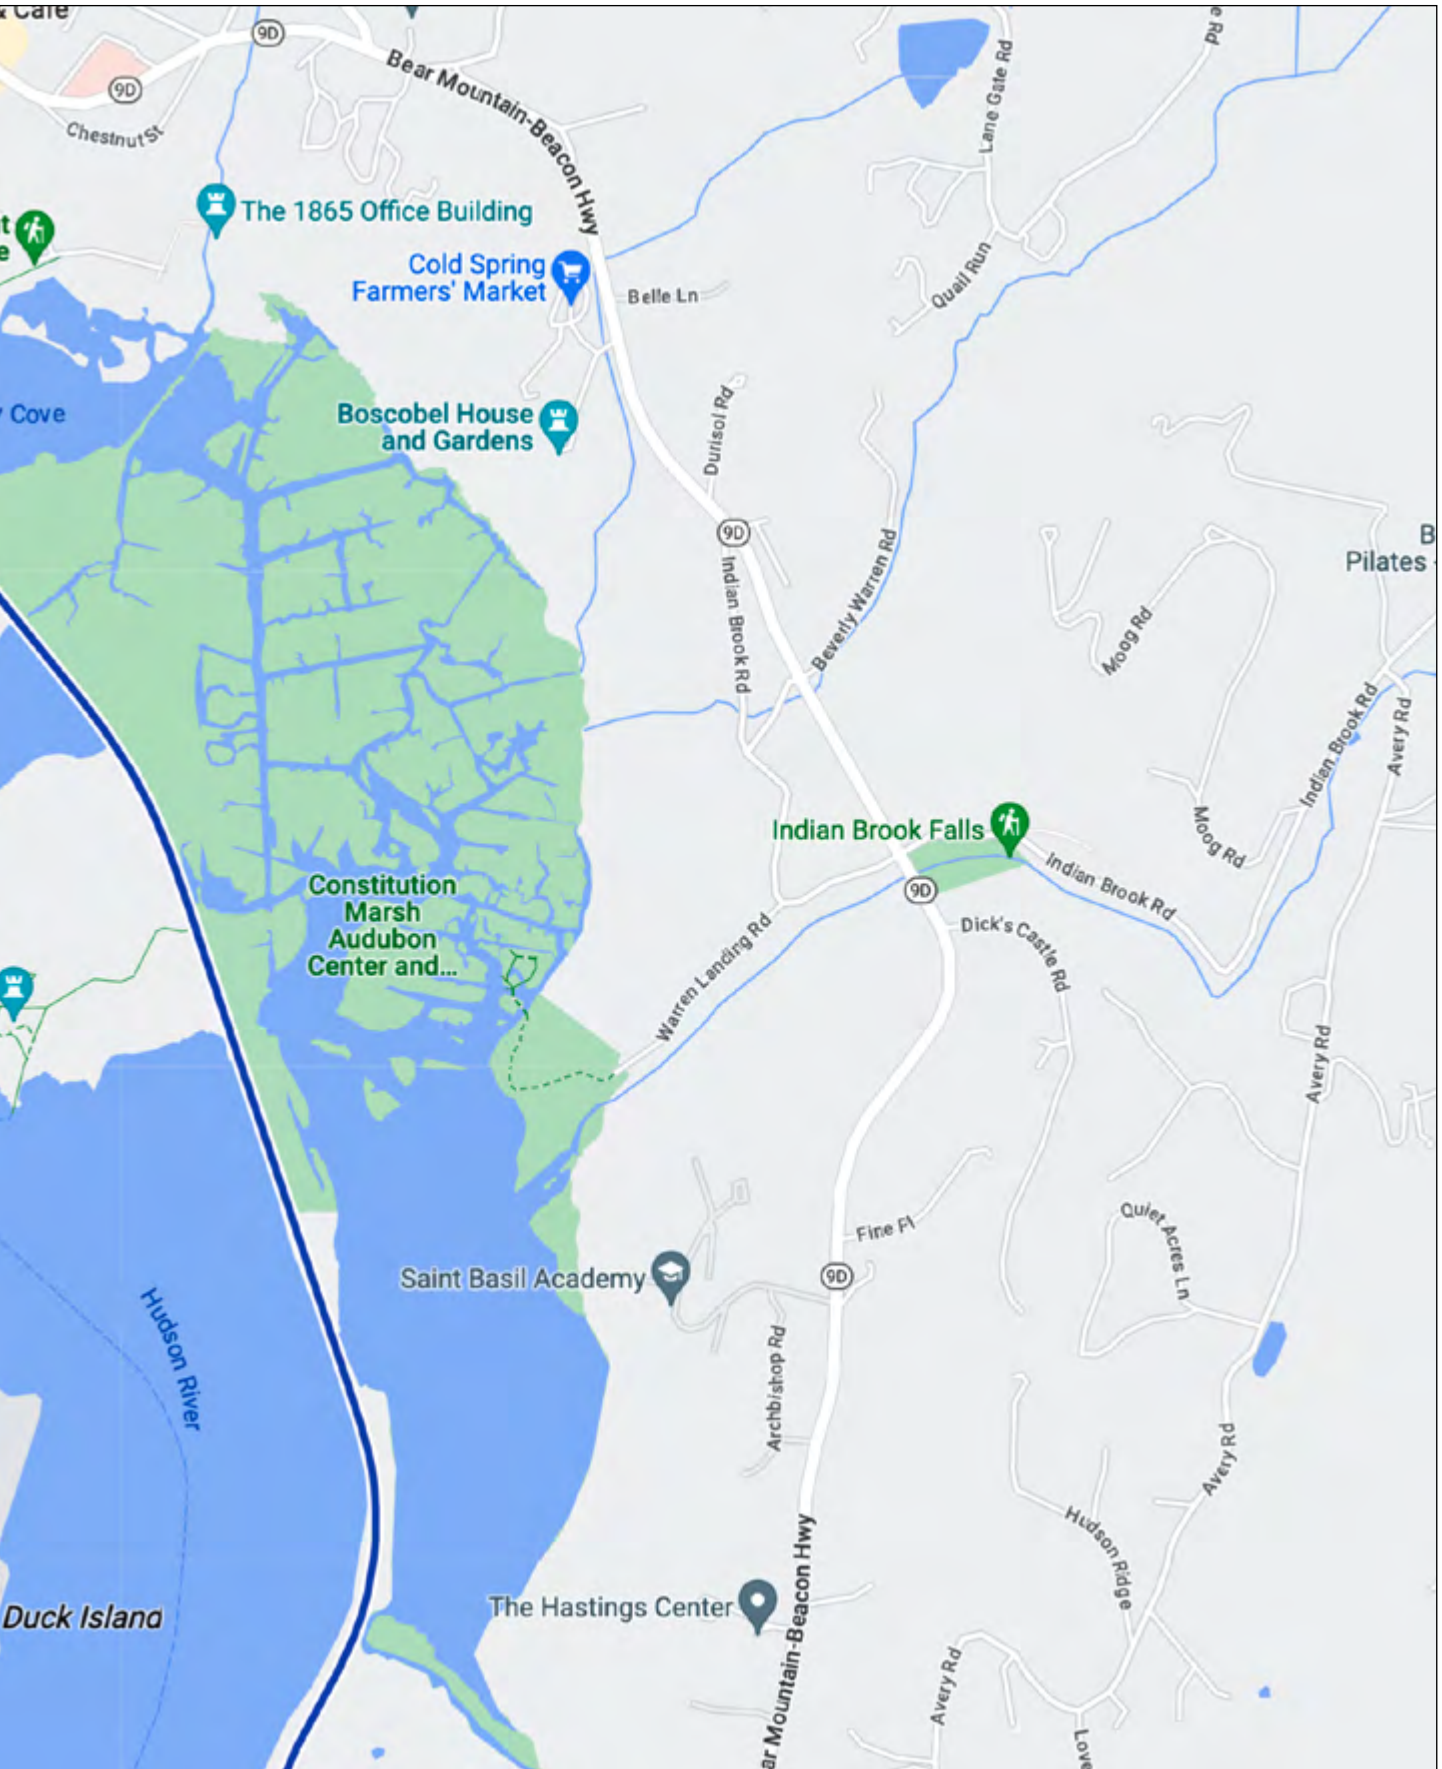 & Cafe
9D
9D
Bear Mountain-Beacon Hwy
Chestnut St
Lane Gate Rd
e Rd
The 1865 Office Building
t
e
Cold Spring
Farmers' Market
Belle Ln
Quail Run
y Cove
Boscobel House
and Gardens
Durisol Rd
9D
Indian Brook Rd
Beverly Warren Rd
B
Pilates -
Moog Rd
Indian Brook Rd
Avery Rd
Moog Rd
Indian Brook Falls
Indian Brook Rd
9D
Constitution
Marsh
Audubon
Center and...
Dick's Castle Rd
Warren Landing Rd
Avery Rd
Quiet Acres Ln
Fine Pl
9D
Saint Basil Academy
Hudson River
Archbishop Rd
Avery Rd
Hudson Ridge
The Hastings Center
Duck Island
ar Mountain-Beacon Hwy
Avery Rd
Love